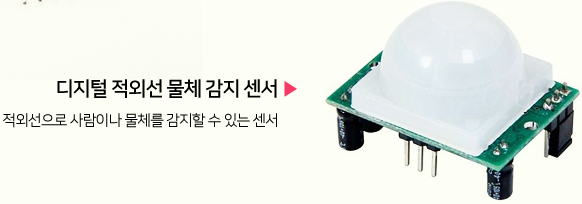 디지털 적외선 물체 감지 센서 ▶
적외선으로 사람이나 물체를 감지할 수 있는 센서